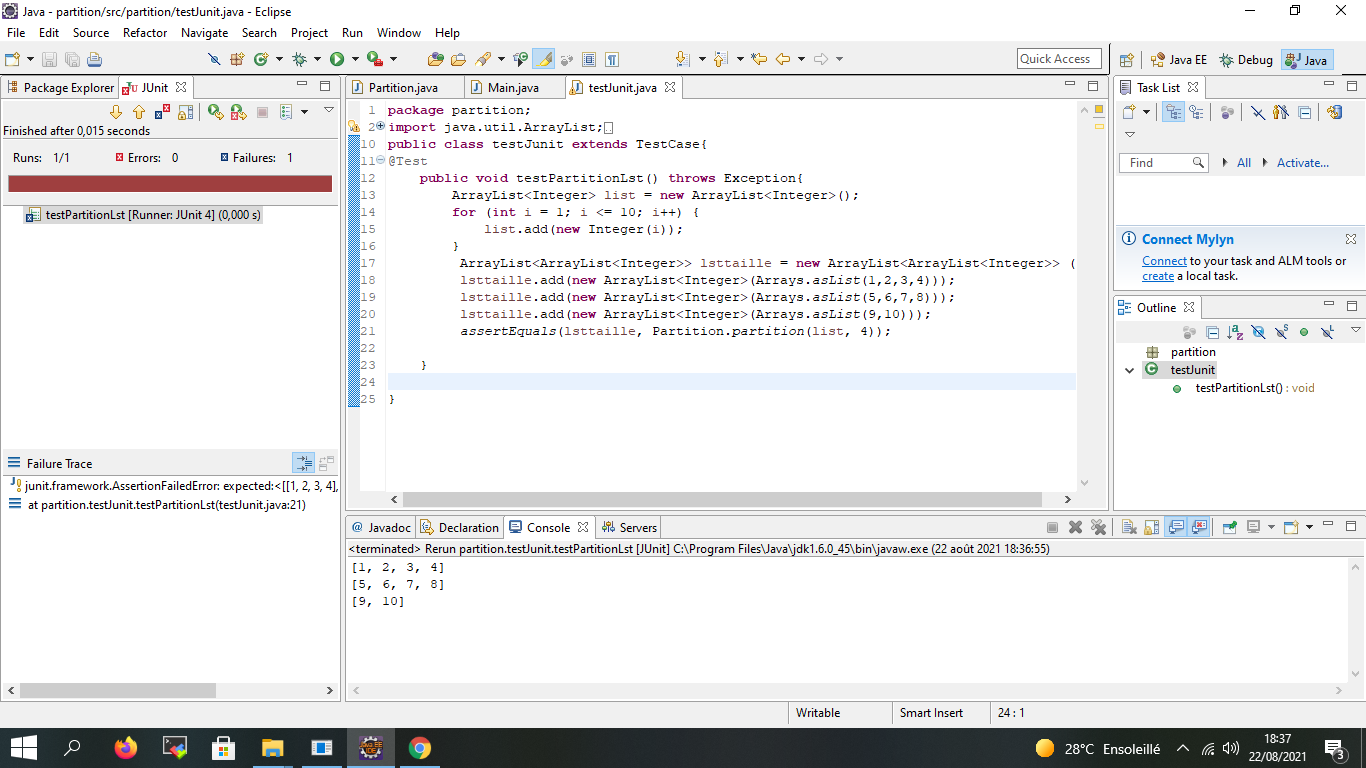 Java - partition/src/partition/testJunit.java - Eclipse
File Edit Source Refactor Navigate Search Project Run Window Help
Quick Access
Java EE
Debug
Java
Package Explorer
JUnit
Finished after 0,015 seconds
Runs: 1/1
Errors: 0
Failures: 1
testPartitionLst [Runner: JUnit 4] (0,000 s)
Failure Trace
junit.framework.AssertionFailedError: expected:<[[1, 2, 3, 4],
at partition.testJunit.testPartitionLst(testJunit.java:21)
Partition.java
Main.java
testJunit.java
1 package partition;
2 import java.util.ArrayList;
10 public class testJunit extends TestCase{
11 @Test
12 public void testPartitionLst() throws Exception{
13 ArrayList<Integer> list = new ArrayList<Integer>();
14 for (int i = 1; i <= 10; i++) {
15 list.add(new Integer(i));
16 }
17 ArrayList<ArrayList<Integer>> lsttaille = new ArrayList<ArrayList<Integer>> (
18 lsttaille.add(new ArrayList<Integer>(Arrays.asList(1,2,3,4)));
19 lsttaille.add(new ArrayList<Integer>(Arrays.asList(5,6,7,8)));
20 lsttaille.add(new ArrayList<Integer>(Arrays.asList(9,10)));
21 assertEquals(lsttaille, Partition.partition(list, 4));
22
23 }
24
25 }
Task List
Find
All
Activate...
Connect Mylyn
Connect to your task and ALM tools or
create a local task.
Outline
partition
testJunit
testPartitionLst() : void
Javadoc
Declaration
Console
Servers
<terminated> Rerun partition.testJunit.testPartitionLst [JUnit] C:\Program Files\Java\jdk1.6.0_45\bin\javaw.exe (22 août 2021 18:36:55)
[1, 2, 3, 4]
[5, 6, 7, 8]
[9, 10]
Writable
Smart Insert
24 : 1
28°C Ensoleillé
18:37
22/08/2021
3